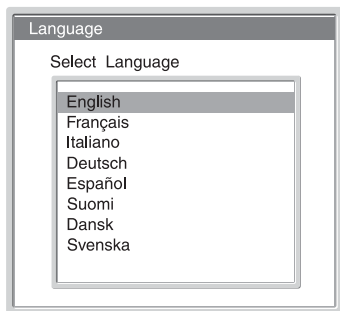 Language
Select Language
English
Français
Italiano
Deutsch
Español
Suomi
Dansk
Svenska